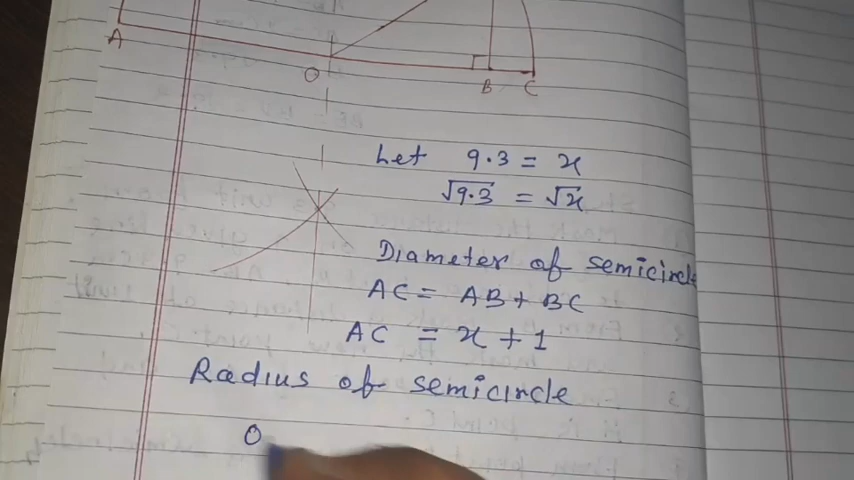 A
O
B C
Let 9.3 = x
√9.3 = √x
Diameter of semicircle
AC = AB + BC
AC = x + 1
Radius of semicircle
O